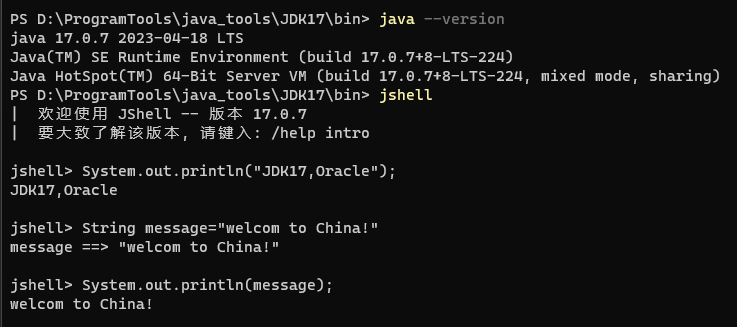 PS D:\ProgramTools\java_tools\JDK17\bin> java --version
java 17.0.7 2023-04-18 LTS
Java(TM) SE Runtime Environment (build 17.0.7+8-LTS-224)
Java HotSpot(TM) 64-Bit Server VM (build 17.0.7+8-LTS-224, mixed mode, sharing)
PS D:\ProgramTools\java_tools\JDK17\bin> jshell
|  欢迎使用 JShell -- 版本 17.0.7
|  要大致了解该版本, 请键入: /help intro
jshell> System.out.println("JDK17,Oracle");
JDK17,Oracle
jshell> String message="welcom to China!"
message ==> "welcom to China!"
jshell> System.out.println(message);
welcom to China!